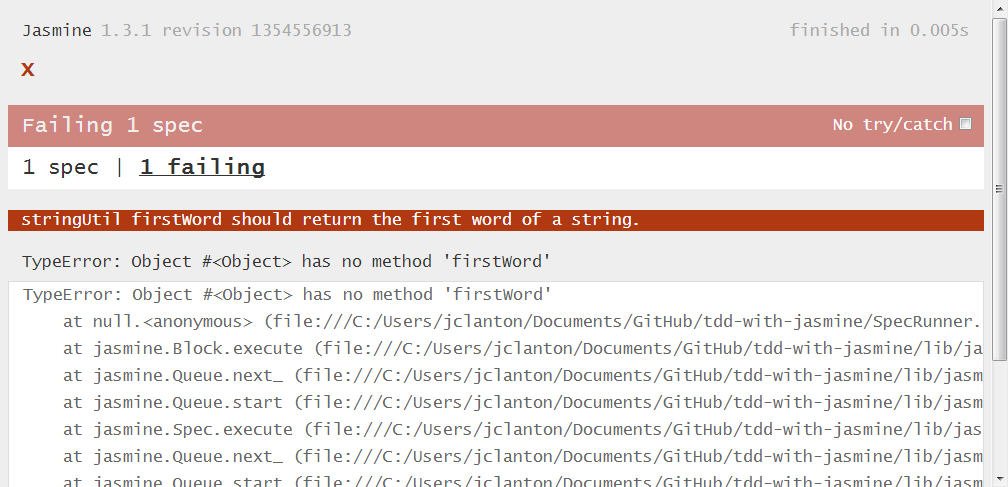 Jasmine 1.3.1 revision 1354556913 finished in 0.005s
x
Failing 1 spec No try/catch
1 spec | 1 failing
stringUtil firstWord should return the first word of a string.
TypeError: Object #<Object> has no method 'firstWord'
TypeError: Object #<Object> has no method 'firstWord'
at null.<anonymous> (file:///C:/Users/jclanton/Documents/GitHub/tdd-with-jasmine/SpecRunner.
at jasmine.Block.execute (file:///C:/Users/jclanton/Documents/GitHub/tdd-with-jasmine/lib/ja
at jasmine.Queue.next_ (file:///C:/Users/jclanton/Documents/GitHub/tdd-with-jasmine/lib/jasm
at jasmine.Queue.start (file:///C:/Users/jclanton/Documents/GitHub/tdd-with-jasmine/lib/jasm
at jasmine.Spec.execute (file:///C:/Users/jclanton/Documents/GitHub/tdd-with-jasmine/lib/jas
at jasmine.Queue.next_ (file:///C:/Users/jclanton/Documents/GitHub/tdd-with-jasmine/lib/jasm
at jasmine.Queue.start (file:///C:/Users/jclanton/Documents/GitHub/tdd-with-jasmine/lib/jasm